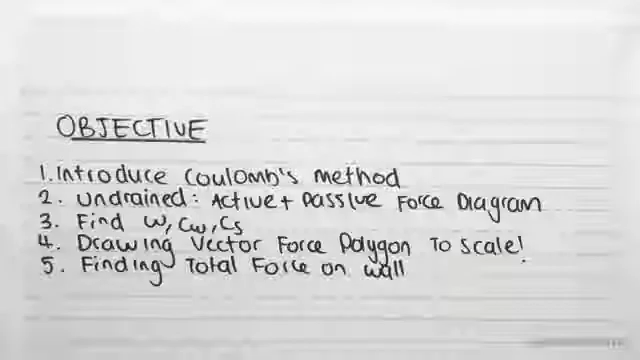 OBJECTIVE
1. Introduce Coulomb's method
2. Undrained: Active + Passive Force Diagram
3. Find W, Cw, Cs
4. Drawing Vector Force Polygon To Scale!
5. Finding Total Force on wall